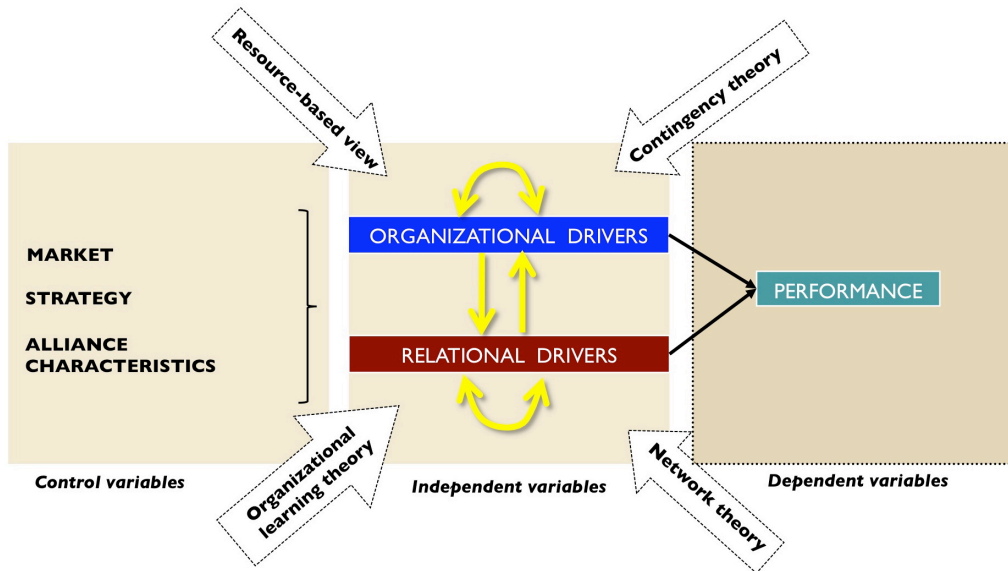 Resource-based view
Contingency theory
MARKET
STRATEGY
ALLIANCE
CHARACTERISTICS
ORGANIZATIONAL DRIVERS
RELATIONAL DRIVERS
PERFORMANCE
Organizational
learning theory
Network theory
Control variables
Independent variables
Dependent variables